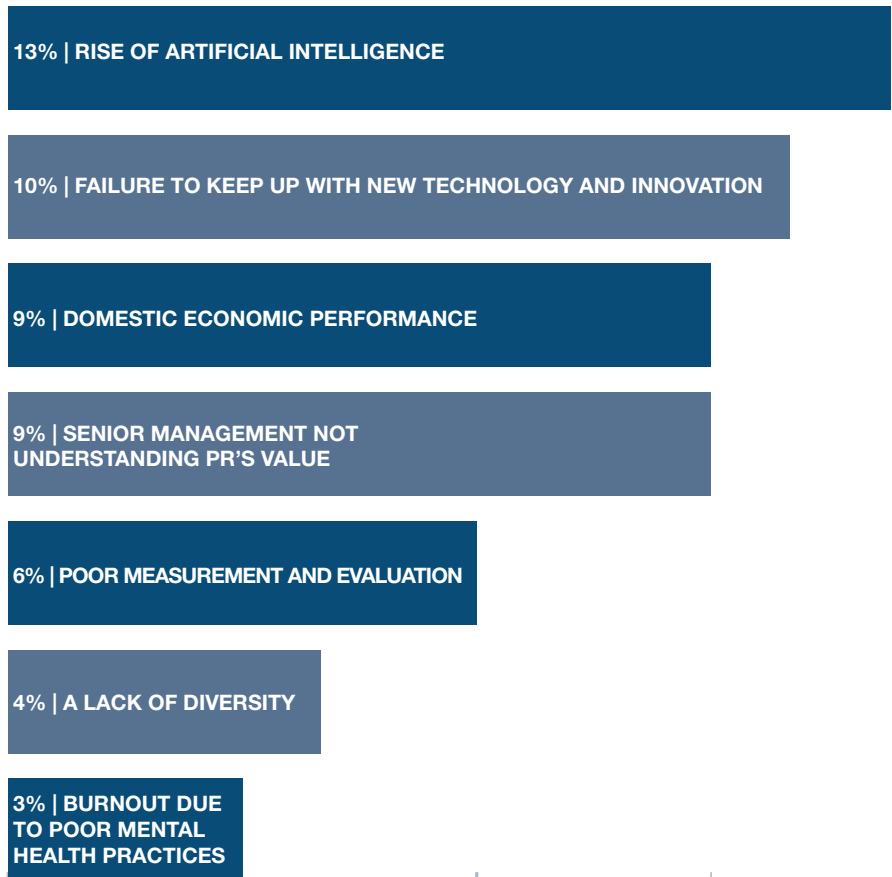 13% | RISE OF ARTIFICIAL INTELLIGENCE
10% | FAILURE TO KEEP UP WITH NEW TECHNOLOGY AND INNOVATION
9% | DOMESTIC ECONOMIC PERFORMANCE
9% | SENIOR MANAGEMENT NOT
UNDERSTANDING PR’S VALUE
6% | POOR MEASUREMENT AND EVALUATION
4% | A LACK OF DIVERSITY
3% | BURNOUT DUE
TO POOR MENTAL
HEALTH PRACTICES